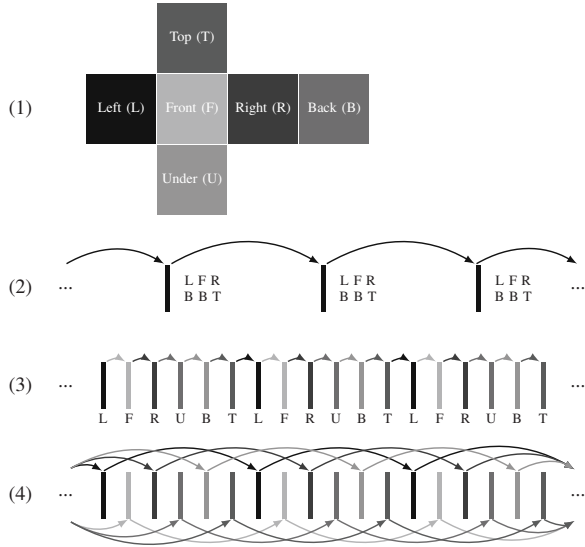 Top (T)
(1)
Left (L) Front (F) Right (R) Back (B)
Under (U)
(2) ... L F R L F R L F R ...
B B T B B T B B T
(3) ... ...
L F R U B T L F R U B T L F R U B T
(4) ... ...